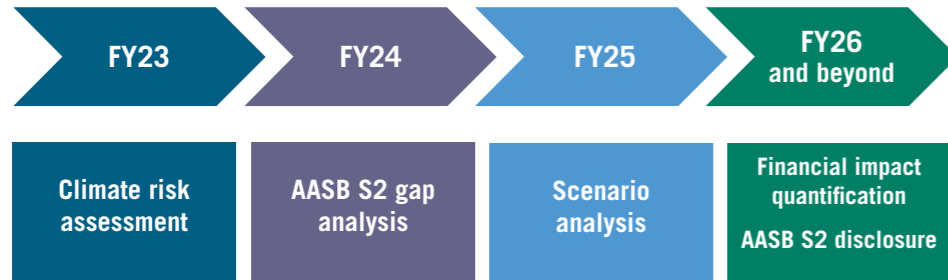 FY23
FY24
FY25
FY26
and beyond
Climate risk
assessment
AASB S2 gap
analysis
Scenario
analysis
Financial impact
quantification
AASB S2 disclosure